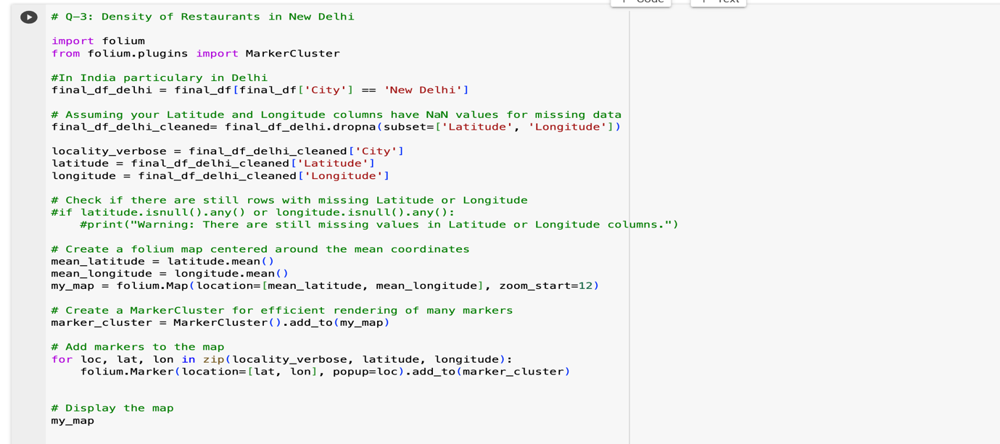 + Code + Text
# Q-3: Density of Restaurants in New Delhi
import folium
from folium.plugins import MarkerCluster
#In India particulary in Delhi
final_df_delhi = final_df[final_df['City'] == 'New Delhi']
# Assuming your Latitude and Longitude columns have NaN values for missing data
final_df_delhi_cleaned= final_df_delhi.dropna(subset=['Latitude', 'Longitude'])
locality_verbose = final_df_delhi_cleaned['City']
latitude = final_df_delhi_cleaned['Latitude']
longitude = final_df_delhi_cleaned['Longitude']
# Check if there are still rows with missing Latitude or Longitude
#if latitude.isnull().any() or longitude.isnull().any():
    #print("Warning: There are still missing values in Latitude or Longitude columns.")
# Create a folium map centered around the mean coordinates
mean_latitude = latitude.mean()
mean_longitude = longitude.mean()
my_map = folium.Map(location=[mean_latitude, mean_longitude], zoom_start=12)
# Create a MarkerCluster for efficient rendering of many markers
marker_cluster = MarkerCluster().add_to(my_map)
# Add markers to the map
for loc, lat, lon in zip(locality_verbose, latitude, longitude):
    folium.Marker(location=[lat, lon], popup=loc).add_to(marker_cluster)
# Display the map
my_map